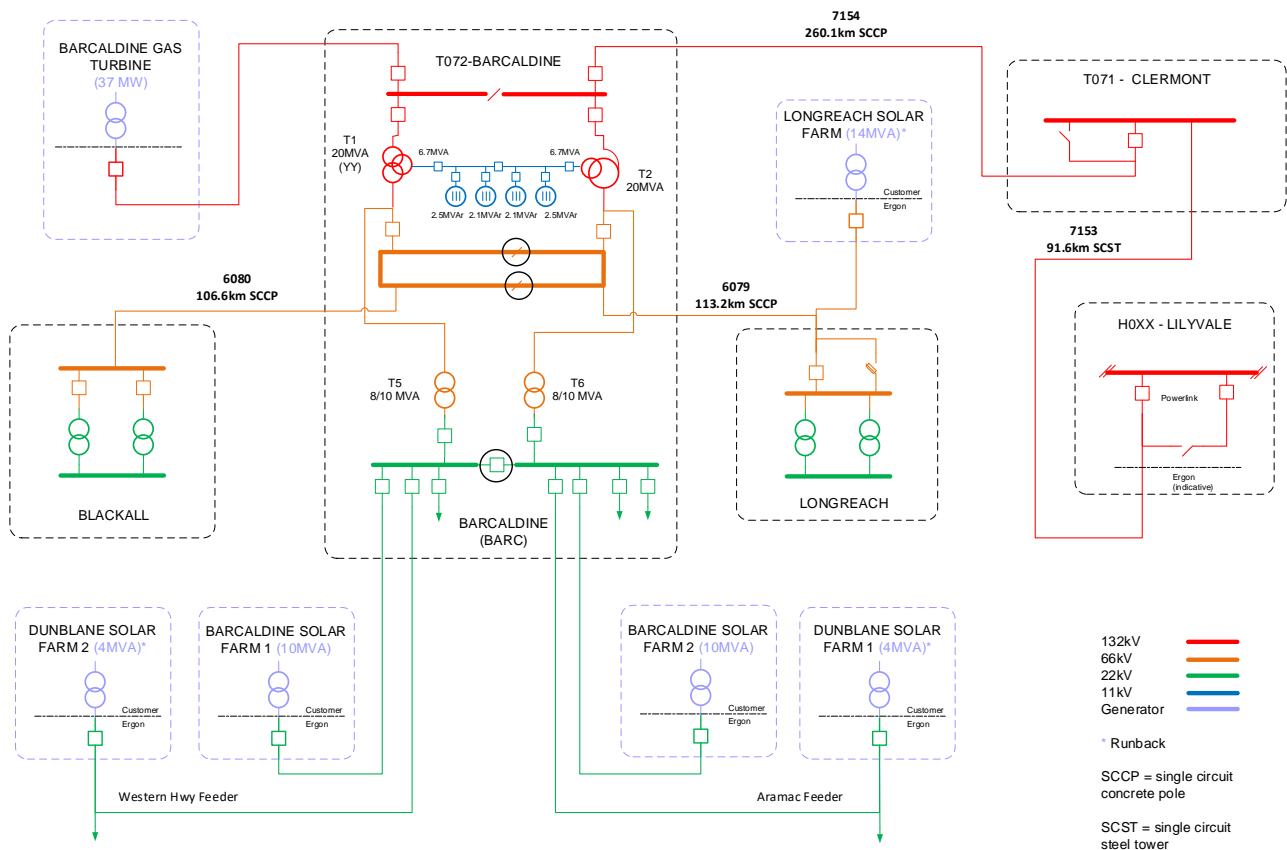 7154
260.1km SCCP
BARCALDINE GAS
TURBINE
(37 MW)
T072-BARCALDINE
T071 - CLERMONT
LONGREACH SOLAR
FARM (14MVA)*
Customer
Ergon
T1
20MVA
(YY)
6.7MVA
6.7MVA
T2
20MVA
2.5MVAr
2.1MVAr
2.1MVAr
2.5MVAr
7153
91.6km SCST
6080
106.6km SCCP
6079
113.2km SCCP
H0XX - LILYVALE
Powerlink
Ergon
(indicative)
T5
8/10 MVA
T6
8/10 MVA
BLACKALL
BARCALDINE
(BARC)
LONGREACH
DUNBLANE SOLAR
FARM 2 (4MVA)*
Customer
Ergon
BARCALDINE SOLAR
FARM 1 (10MVA)
Customer
Ergon
BARCALDINE SOLAR
FARM 2 (10MVA)
Customer
Ergon
DUNBLANE SOLAR
FARM 1 (4MVA)*
Customer
Ergon
Western Hwy Feeder
Aramac Feeder
132kV
66kV
22kV
11kV
Generator
* Runback
SCCP = single circuit
concrete pole
SCST = single circuit
steel tower